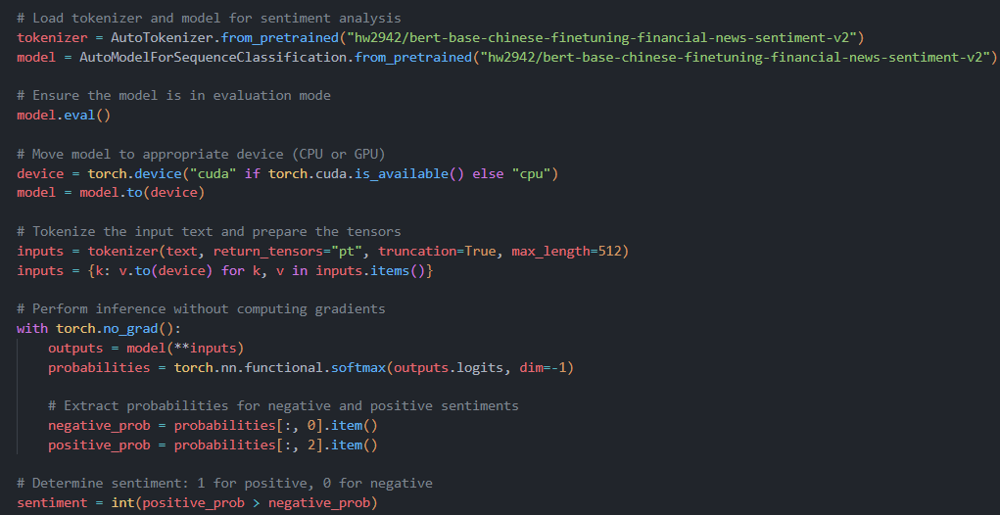 # Load tokenizer and model for sentiment analysis
tokenizer = AutoTokenizer.from_pretrained("hw2942/bert-base-chinese-finetuning-financial-news-sentiment-v2")
model = AutoModelForSequenceClassification.from_pretrained("hw2942/bert-base-chinese-finetuning-financial-news-sentiment-v2")

# Ensure the model is in evaluation mode
model.eval()

# Move model to appropriate device (CPU or GPU)
device = torch.device("cuda" if torch.cuda.is_available() else "cpu")
model = model.to(device)

# Tokenize the input text and prepare the tensors
inputs = tokenizer(text, return_tensors="pt", truncation=True, max_length=512)
inputs = {k: v.to(device) for k, v in inputs.items()}

# Perform inference without computing gradients
with torch.no_grad():
    outputs = model(**inputs)
    probabilities = torch.nn.functional.softmax(outputs.logits, dim=-1)

    # Extract probabilities for negative and positive sentiments
    negative_prob = probabilities[:, 0].item()
    positive_prob = probabilities[:, 2].item()

# Determine sentiment: 1 for positive, 0 for negative
sentiment = int(positive_prob > negative_prob)